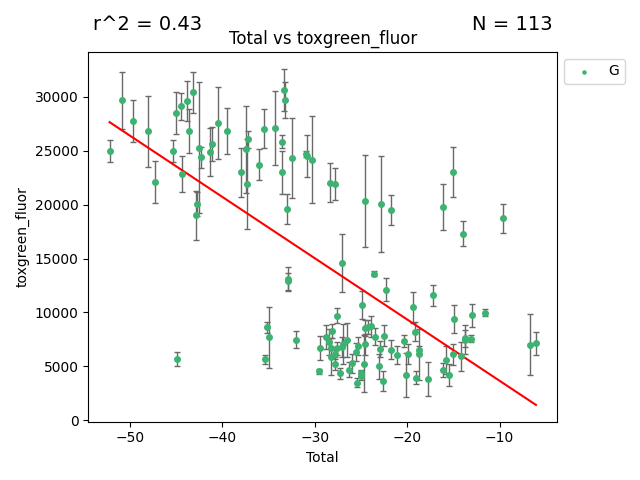 r^2 = 0.43
N = 113
Total vs toxgreen_fluor
G
toxgreen_fluor
30000
25000
20000
15000
10000
5000
0
−50
−40
−30
−20
−10
Total